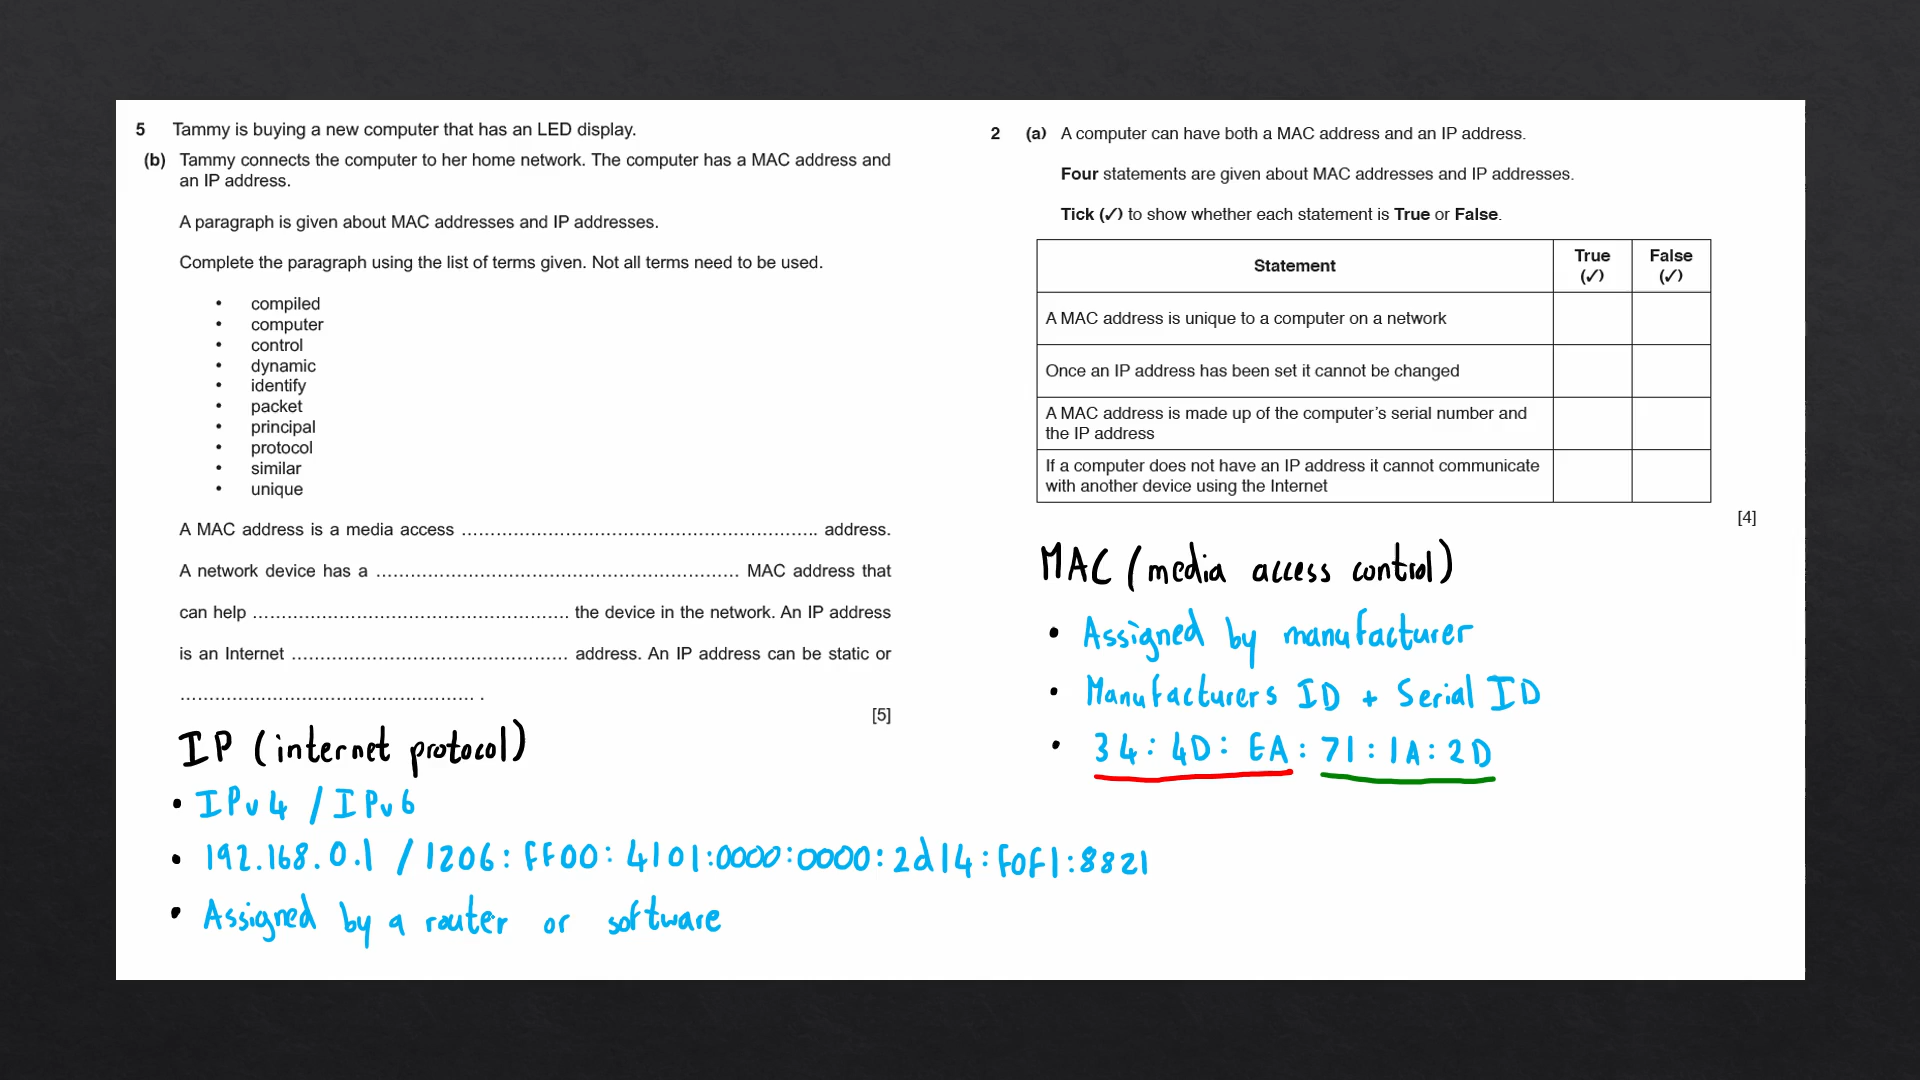 5 Tammy is buying a new computer that has an LED display.
(b) Tammy connects the computer to her home network. The computer has a MAC address and
an IP address.
A paragraph is given about MAC addresses and IP addresses.
Complete the paragraph using the list of terms given. Not all terms need to be used.
• compiled
• computer
• control
• dynamic
• identify
• packet
• principal
• protocol
• similar
• unique
A MAC address is a media access ............................................................ address.
A network device has a ............................................................ MAC address that
can help ...................................................... the device in the network. An IP address
is an Internet ................................................ address. An IP address can be static or
.................................................. .
[5]
IP (internet protocol)
• IPv4 / IPv6
• 192.168.0.1 / 1206:FF00:4101:0000:0000:2d14:F0F1:8821
• Assigned by a router or software
2 (a) A computer can have both a MAC address and an IP address.
Four statements are given about MAC addresses and IP addresses.
Tick (✓) to show whether each statement is True or False.
Statement True (✓) False (✓)
A MAC address is unique to a computer on a network
Once an IP address has been set it cannot be changed
A MAC address is made up of the computer’s serial number and
the IP address
If a computer does not have an IP address it cannot communicate
with another device using the Internet
[4]
MAC (media access control)
• Assigned by manufacturer
• Manufacturers ID + Serial ID
• 34:4D:EA:71:1A:2D